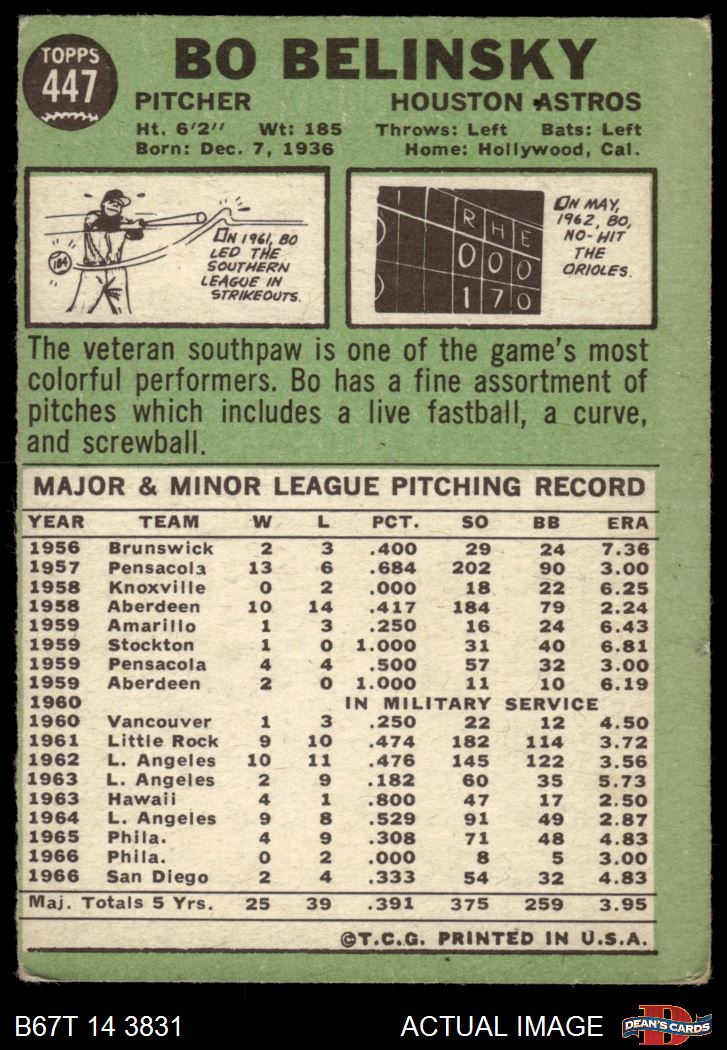 TOPPS
447
BO BELINSKY
PITCHER HOUSTON ASTROS
Ht. 6'2" Wt: 185 Throws: Left Bats: Left
Born: Dec. 7, 1936 Home: Hollywood, Cal.
184
ON 1961, BO
LED THE
SOUTHERN
LEAGUE IN
STRIKEOUTS.
1 R H E
0 0 0
1 7 0
ON MAY,
1962, BO,
NO-HIT
THE
ORIOLES.
The veteran southpaw is one of the game's most
colorful performers. Bo has a fine assortment of
pitches which includes a live fastball, a curve,
and screwball.
MAJOR & MINOR LEAGUE PITCHING RECORD
YEAR TEAM W L PCT. SO BB ERA
1956 Brunswick 2 3 .400 29 24 7.36
1957 Pensacola 13 6 .684 202 90 3.00
1958 Knoxville 0 2 .000 18 22 6.25
1958 Aberdeen 10 14 .417 184 79 2.24
1959 Amarillo 1 3 .250 16 24 6.43
1959 Stockton 1 0 1.000 31 40 6.81
1959 Pensacola 4 4 .500 57 32 3.00
1959 Aberdeen 2 0 1.000 11 10 6.19
1960 IN MILITARY SERVICE
1960 Vancouver 1 3 .250 22 12 4.50
1961 Little Rock 9 10 .474 182 114 3.72
1962 L. Angeles 10 11 .476 145 122 3.56
1963 L. Angeles 2 9 .182 60 35 5.73
1963 Hawaii 4 1 .800 47 17 2.50
1964 L. Angeles 9 8 .529 91 49 2.87
1965 Phila. 4 9 .308 71 48 4.83
1966 Phila. 0 2 .000 8 5 3.00
1966 San Diego 2 4 .333 54 32 4.83
Maj. Totals 5 Yrs. 25 39 .391 375 259 3.95
©T.C.G. PRINTED IN U.S.A.
B67T 14 3831 ACTUAL IMAGE D DEAN'S CARDS